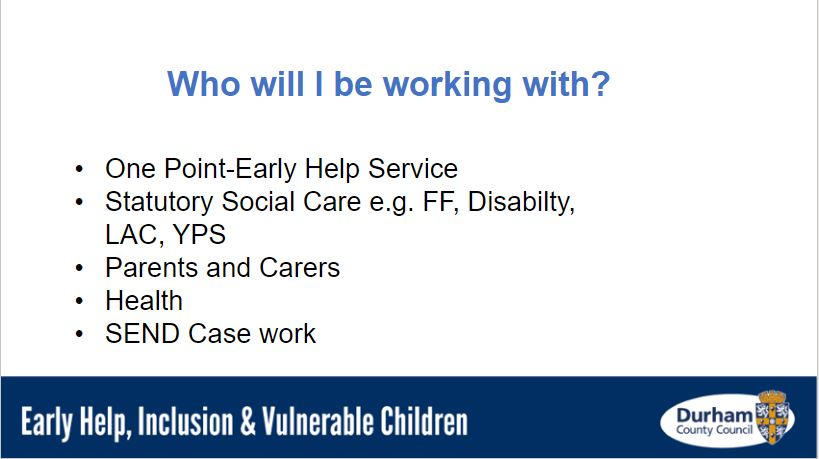 Who will I be working with?
• One Point-Early Help Service
• Statutory Social Care e.g. FF, Disabilty,
LAC, YPS
• Parents and Carers
• Health
• SEND Case work
Early Help, Inclusion & Vulnerable Children
Durham
County Council